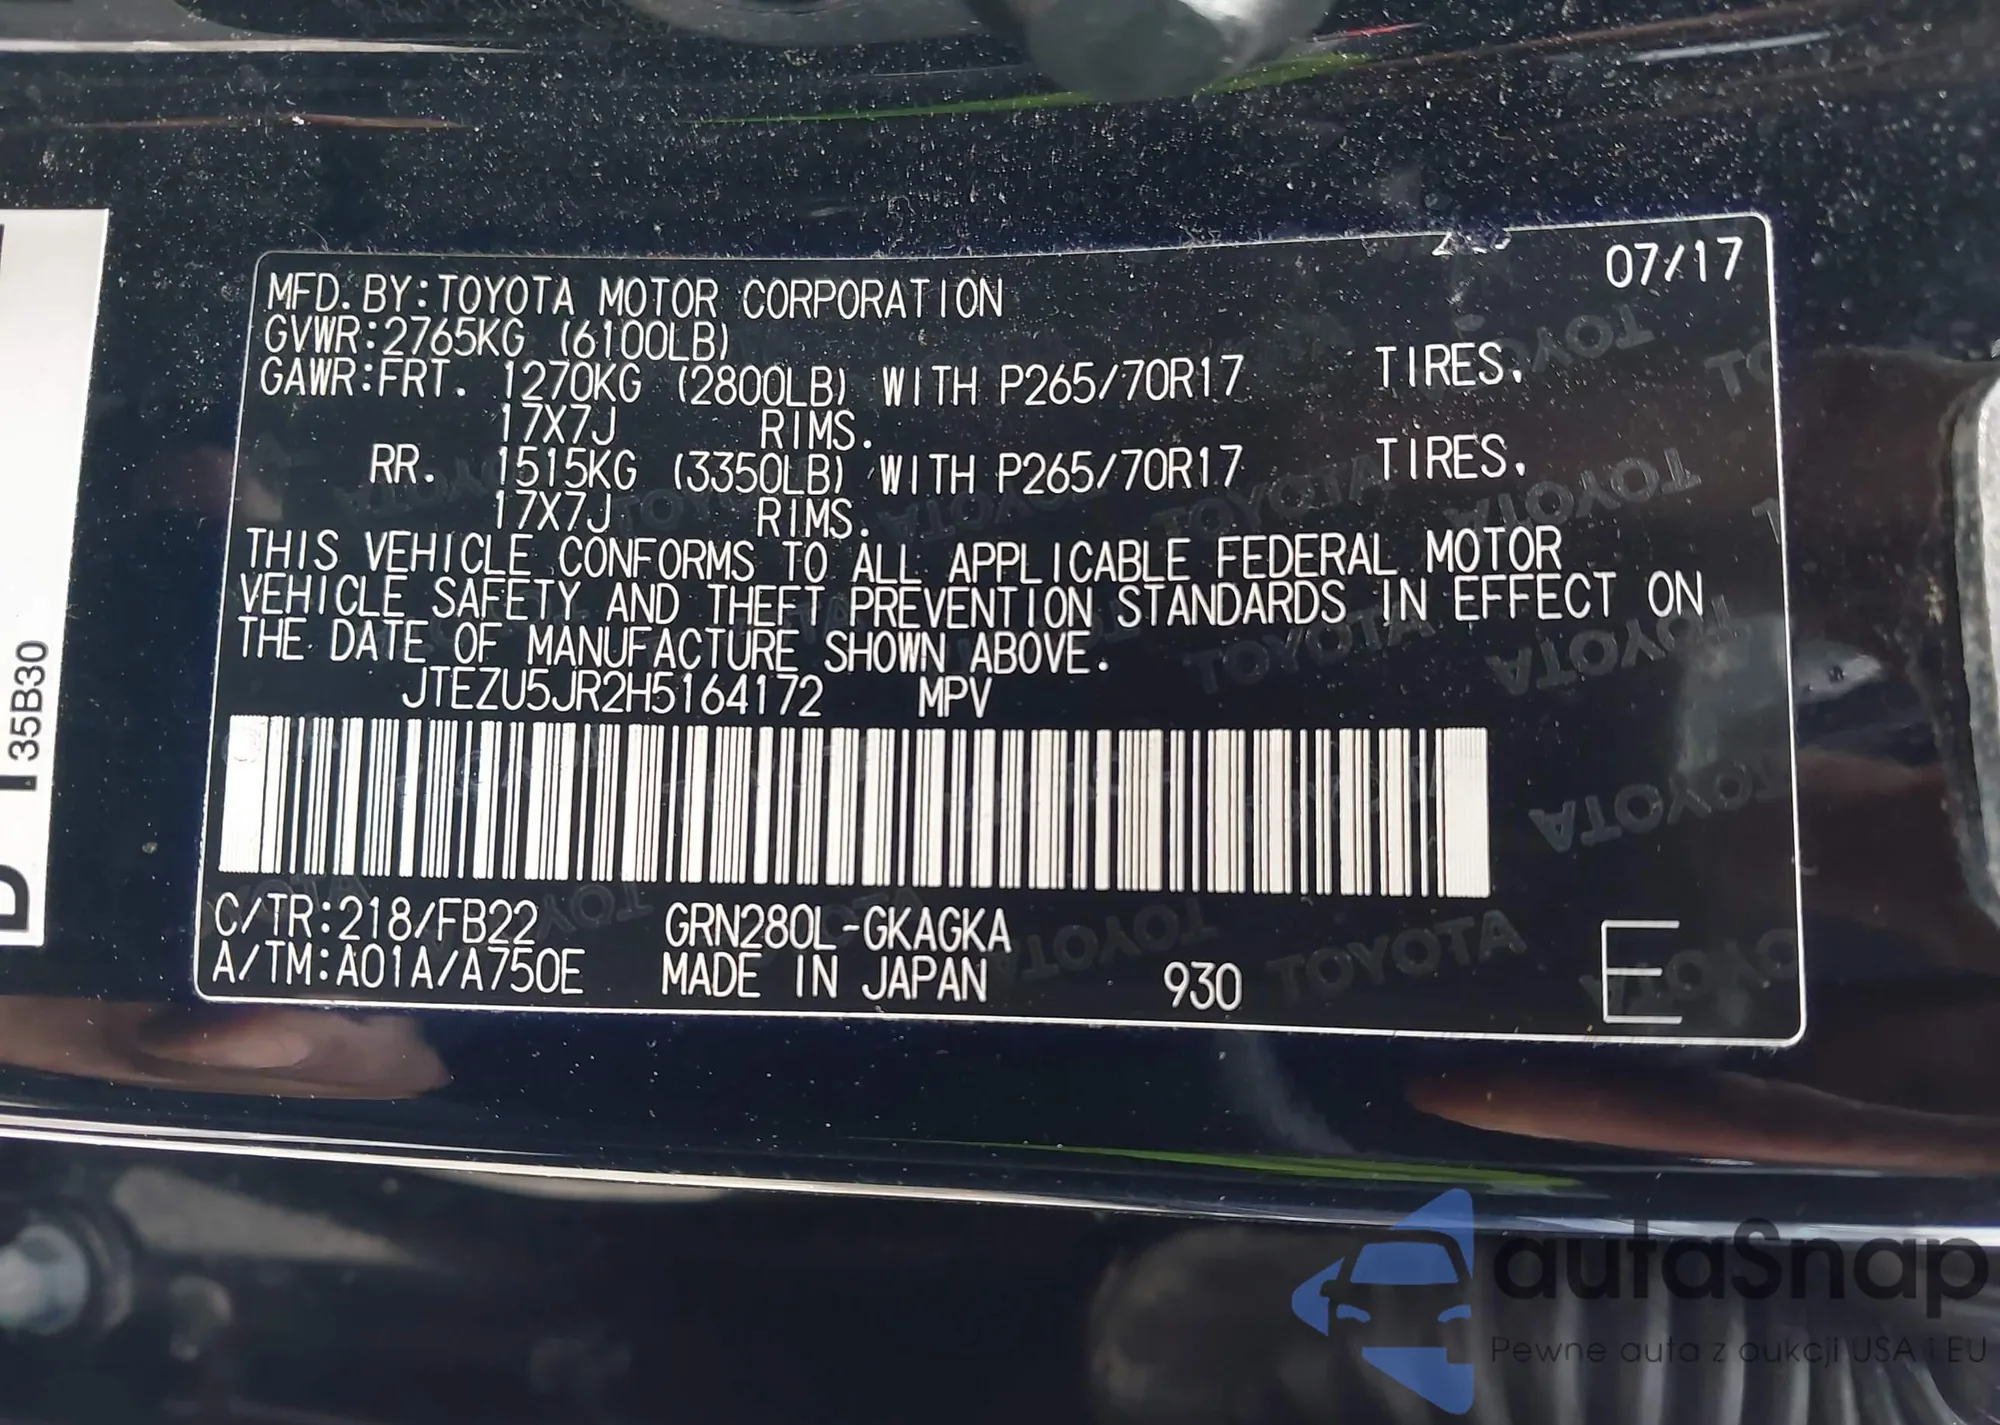 07/17
MFD. BY:TOYOTA MOTOR CORPORATION
GVWR:2765KG (6100LB)
GAWR:FRT. 1270KG (2800LB) WITH P265/70R17 TIRES.
17X7J RIMS.
RR. 1515KG (3350LB) WITH P265/70R17 TIRES.
17X7J RIMS.
THIS VEHICLE CONFORMS TO ALL APPLICABLE FEDERAL MOTOR
VEHICLE SAFETY AND THEFT PREVENTION STANDARDS IN EFFECT ON
THE DATE OF MANUFACTURE SHOWN ABOVE.
JTEZU5JR2H5164172 MPV
C/TR:218/FB22 GRN280L-GKAGKA
A/TM:A01A/A750E MADE IN JAPAN 930 E
35B30
autaSnap
Pewne auta z aukcji USA i EU